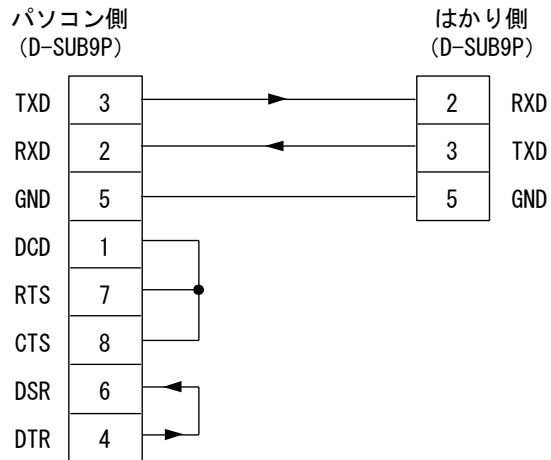 パソコン側 はかり側
(D-SUB9P) (D-SUB9P)
TXD 3 2 RXD
RXD 2 3 TXD
GND 5 5 GND
DCD 1
RTS 7
CTS 8
DSR 6
DTR 4